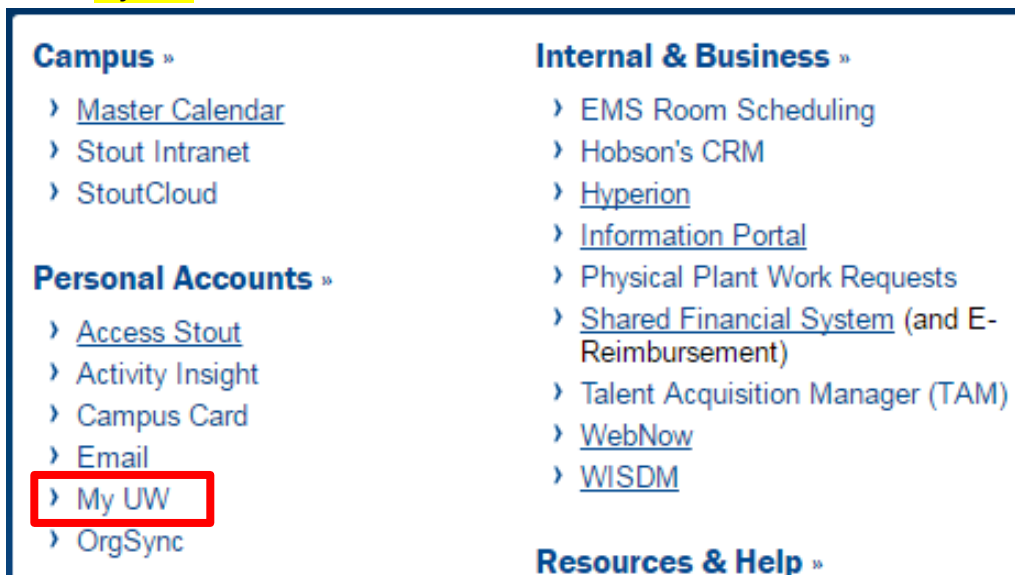 Campus »
› Master Calendar
› Stout Intranet
› StoutCloud
Personal Accounts »
› Access Stout
› Activity Insight
› Campus Card
› Email
› My UW
› OrgSync
Internal & Business »
› EMS Room Scheduling
› Hobson's CRM
› Hyperion
› Information Portal
› Physical Plant Work Requests
› Shared Financial System (and E-
Reimbursement)
› Talent Acquisition Manager (TAM)
› WebNow
› WISDM
Resources & Help »